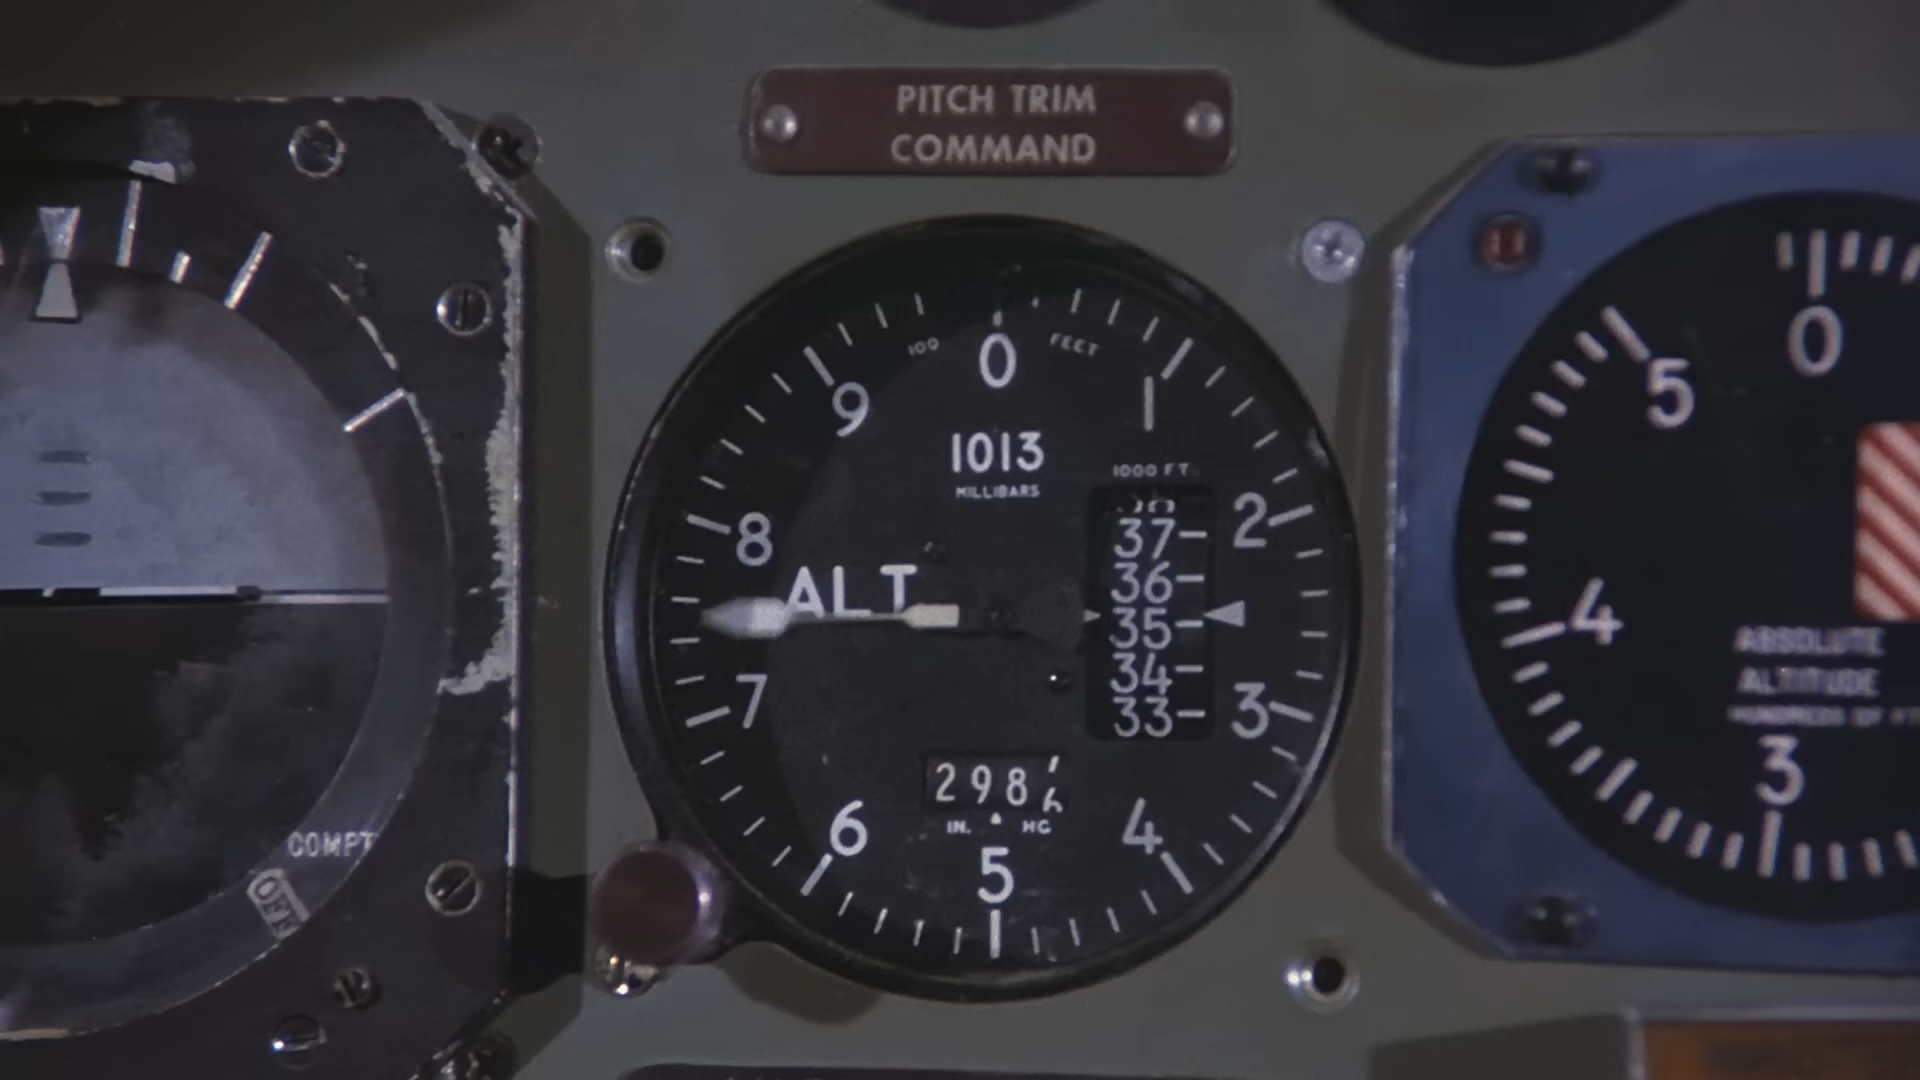 PITCH TRIM
COMMAND
100 FEET
0
1
2
3
4
5
6
7
8
9
1013
MILLIBARS
1000 FT.
37
36
35
34
33
ALT
298
IN. HG
COMPT
OFF
0
5
4
3
ABSOLUTE
ALTITUDE